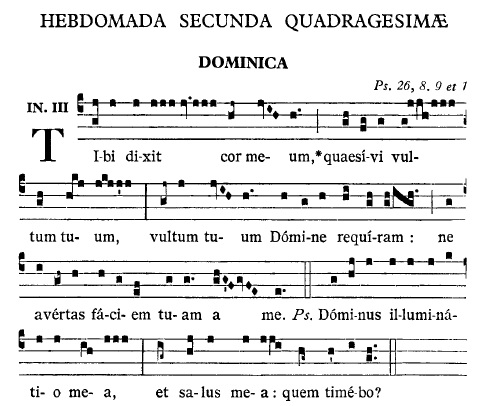 HEBDOMADA SECUNDA QUADRAGESIMÆ
DOMINICA
Ps. 26, 8. 9 et 1
IN. III
TI-bi di-xit cor me- um,* quaesí-vi vul-
tum tu- um, vultum tu- um Dómi-ne requí-ram : ne
avértas fá-ci- em tu- am a me. Ps. Dómi-nus il-lumi-ná-
ti- o me- a, et sa-lus me- a : quem timé-bo?